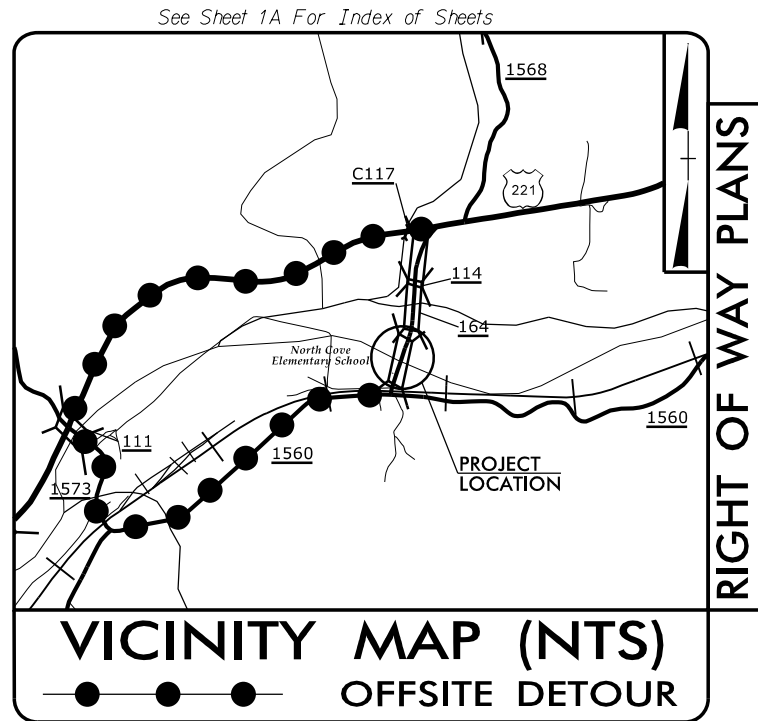 See Sheet 1A For Index of Sheets
1568
C117
221
114
164
North Cove
Elementary School
111
1573
1560
1560
PROJECT
LOCATION
RIGHT OF WAY PLANS
VICINITY MAP (NTS)
OFFSITE DETOUR